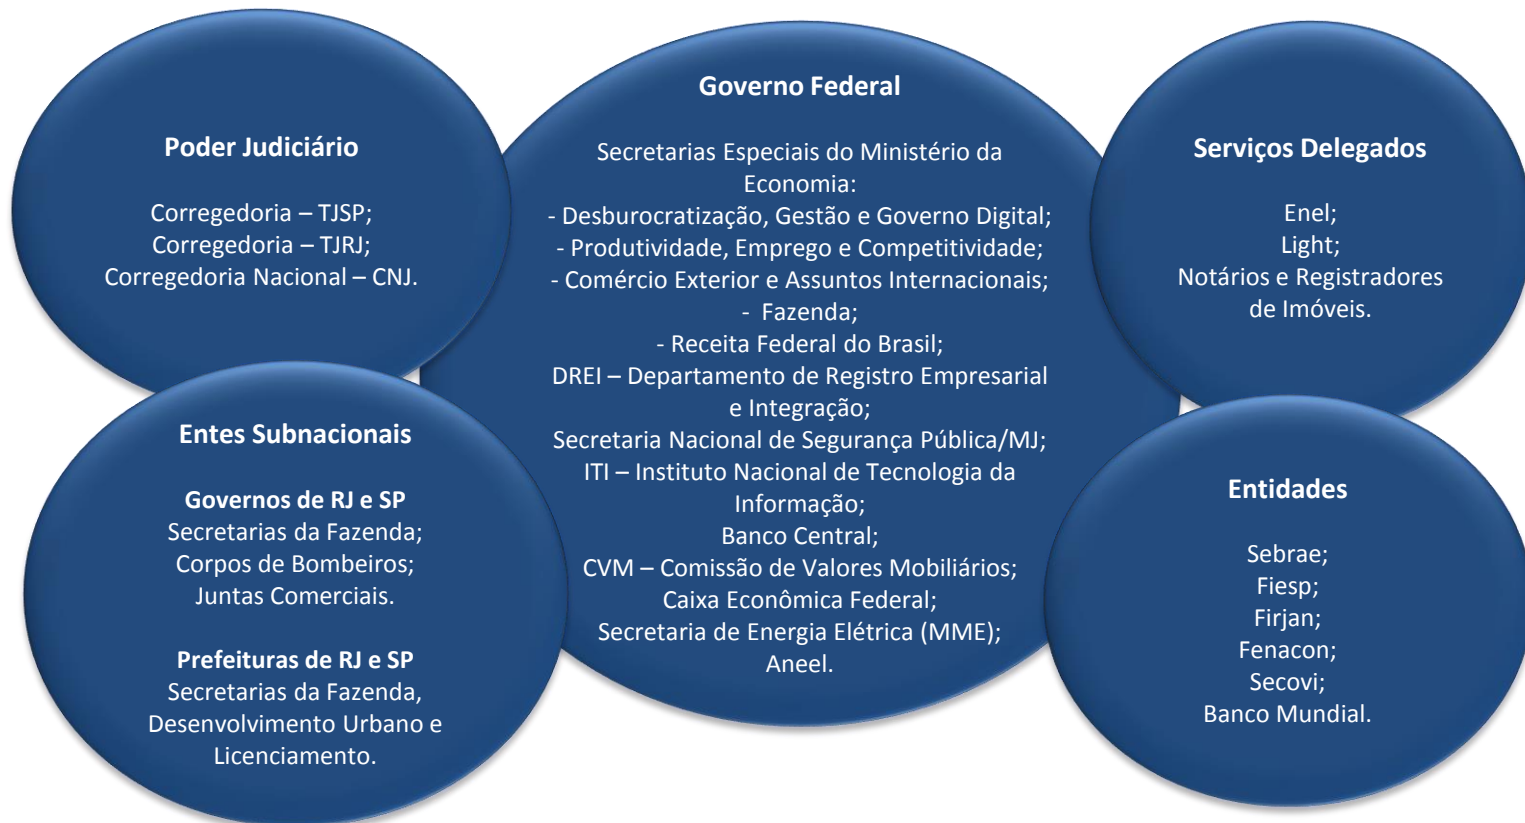 Poder Judiciário
Corregedoria – TJSP;
Corregedoria – TJRJ;
Corregedoria Nacional – CNJ.
Entes Subnacionais
Governos de RJ e SP
Secretarias da Fazenda;
Corpos de Bombeiros;
Juntas Comerciais.
Prefeituras de RJ e SP
Secretarias da Fazenda,
Desenvolvimento Urbano e
Licenciamento.
Governo Federal
Secretarias Especiais do Ministério da
Economia:
- Desburocratização, Gestão e Governo Digital;
- Produtividade, Emprego e Competitividade;
- Comércio Exterior e Assuntos Internacionais;
- Fazenda;
- Receita Federal do Brasil;
DREI – Departamento de Registro Empresarial
e Integração;
Secretaria Nacional de Segurança Pública/MJ;
ITI – Instituto Nacional de Tecnologia da
Informação;
Banco Central;
CVM – Comissão de Valores Mobiliários;
Caixa Econômica Federal;
Secretaria de Energia Elétrica (MME);
Aneel.
Serviços Delegados
Enel;
Light;
Notários e Registradores
de Imóveis.
Entidades
Sebrae;
Fiesp;
Firjan;
Fenacon;
Secovi;
Banco Mundial.